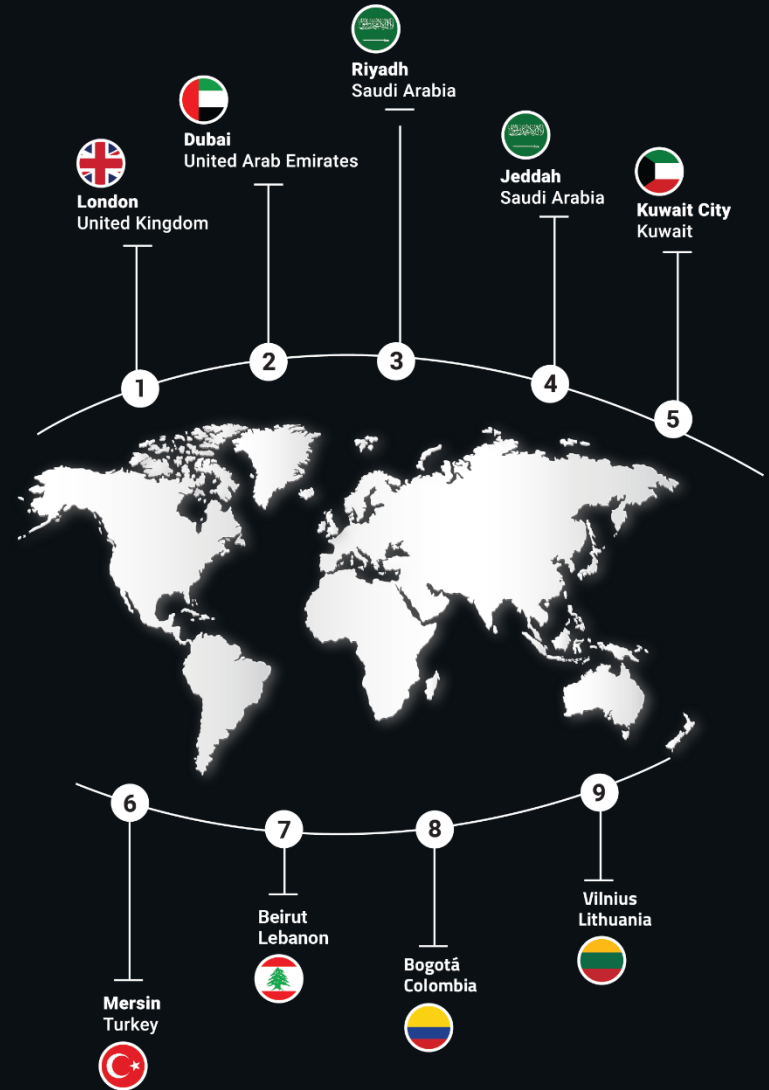 Riyadh
Saudi Arabia
Dubai
United Arab Emirates
London
United Kingdom
Jeddah
Saudi Arabia
Kuwait City
Kuwait
1
2
3
4
5
6
7
8
9
Mersin
Turkey
Beirut
Lebanon
Bogotá
Colombia
Vilnius
Lithuania